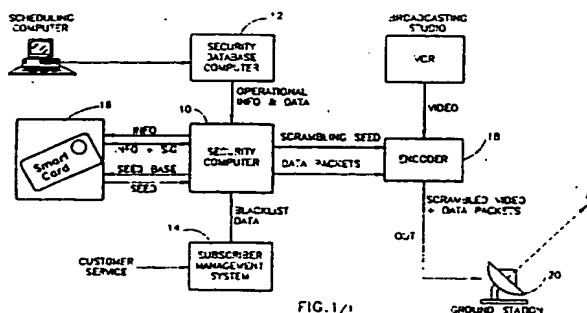 SCHEDULING
COMPUTER
12
SECURITY
DATABASE
COMPUTER
BROADCASTING
STUDIO
VCR
OPERATIONAL
INFO & DATA
VIDEO
16
Smart
Card
INFO
INFO + SIG
SEED BASE
SEED
10
SECURITY
COMPUTER
SCRAMBLING SEED
DATA PACKETS
ENCODER
18
BLACKLIST
DATA
SCRAMBLED VIDEO
+ DATA PACKETS
14
CUSTOMER
SERVICE
SUBSCRIBER
MANAGEMENT
SYSTEM
OUT
20
GROUND STATION
FIG.1/1